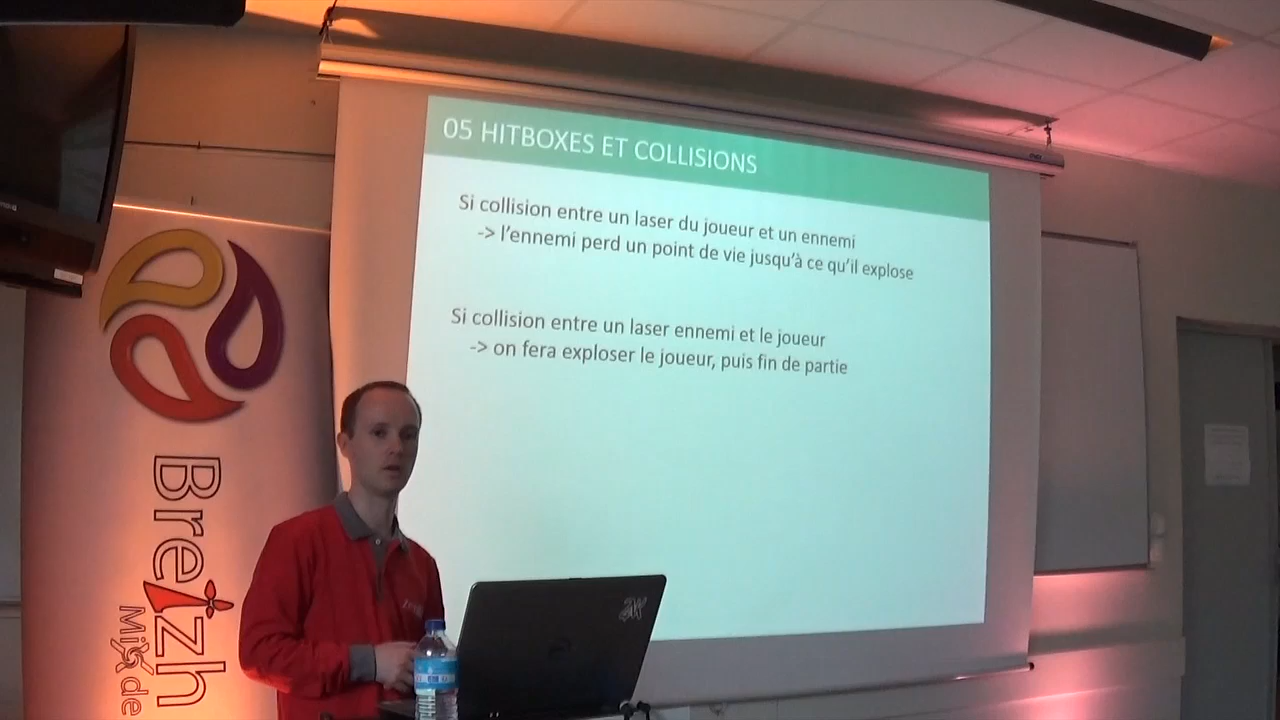 05 HITBOXES ET COLLISIONS
Si collision entre un laser du joueur et un ennemi
-> l'ennemi perd un point de vie jusqu'à ce qu'il explose
Si collision entre un laser ennemi et le joueur
-> on fera exploser le joueur, puis fin de partie
Breizh
de